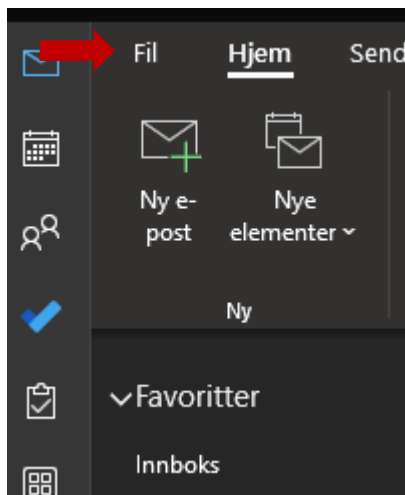 Fil Hjem Send
Ny e-
post
Nye
elementer
Ny
Favoritter
Innboks